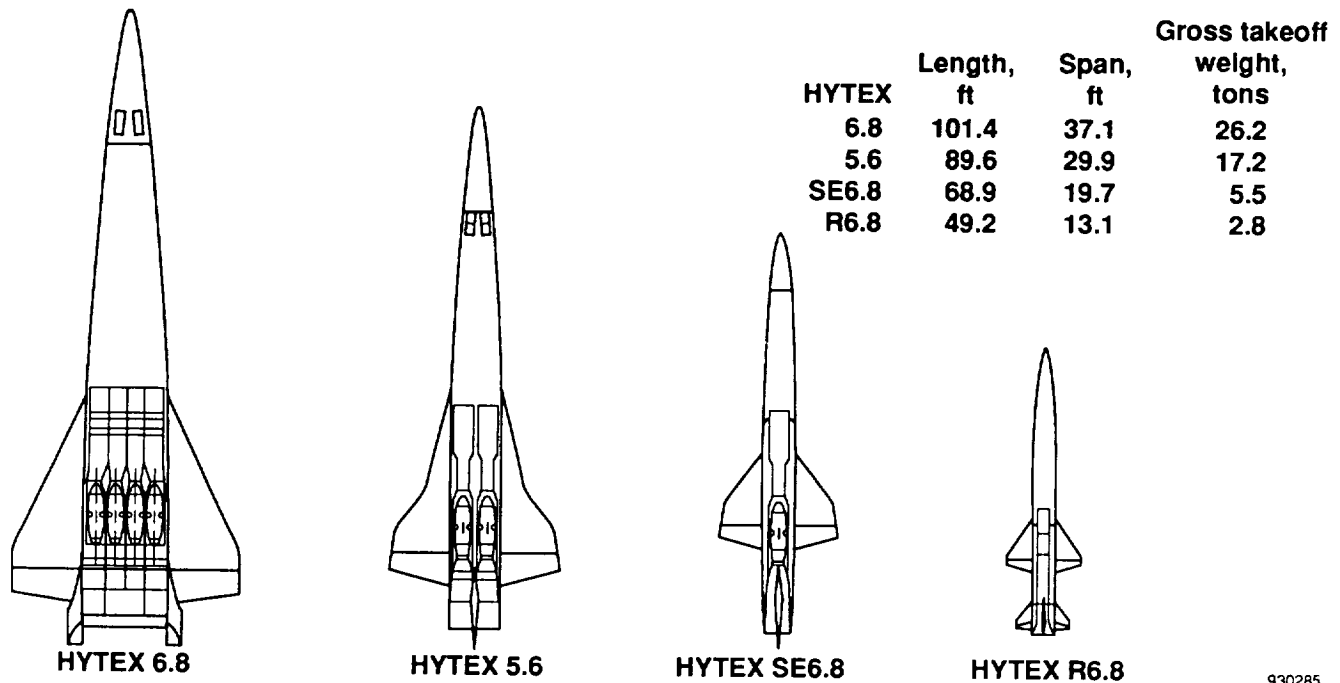 Gross takeoff
Length, Span, weight,
HYTEX ft ft tons
6.8 101.4 37.1 26.2
5.6 89.6 29.9 17.2
SE6.8 68.9 19.7 5.5
R6.8 49.2 13.1 2.8
HYTEX 6.8
HYTEX 5.6
HYTEX SE6.8
HYTEX R6.8
930285